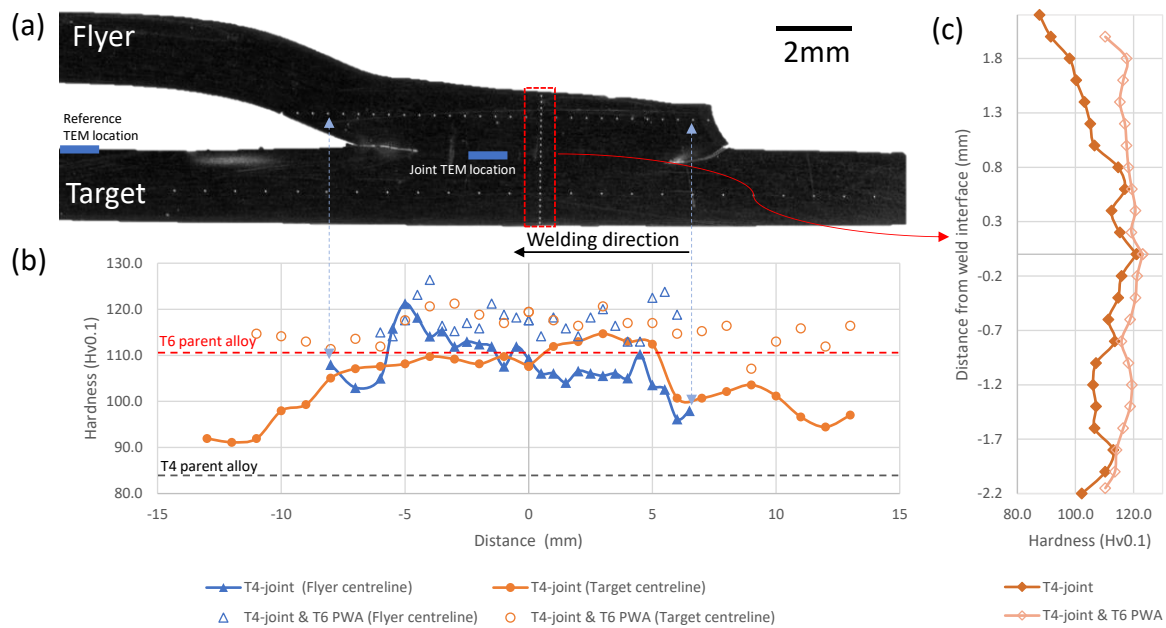 (a)
Flyer
2mm
Reference
TEM location
Joint TEM location
Target
Welding direction
(b)
130.0
120.0
110.0
100.0
90.0
80.0
Hardness (Hv0.1)
T6 parent alloy
T4 parent alloy
-15
-10
-5
0
5
10
15
Distance (mm)
T4-joint (Flyer centreline)
T4-joint (Target centreline)
T4-joint & T6 PWA (Flyer centreline)
T4-joint & T6 PWA (Target centreline)
(c)
1.8
1.3
0.8
0.3
-0.2
-0.7
-1.2
-1.7
-2.2
Distance from weld interface (mm)
80.0
100.0
120.0
Hardness (Hv0.1)
T4-joint
T4-joint & T6 PWA